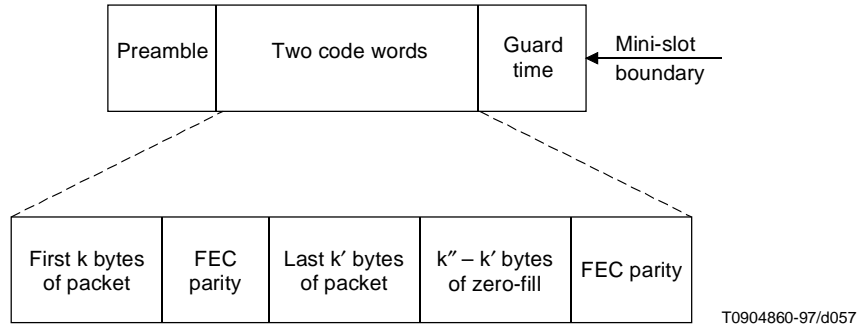 Preamble
Two code words
Guard
time
Mini-slot
boundary
First k bytes
of packet
FEC
parity
Last k′ bytes
of packet
k″ – k′ bytes
of zero-fill
FEC parity
T0904860-97/d057